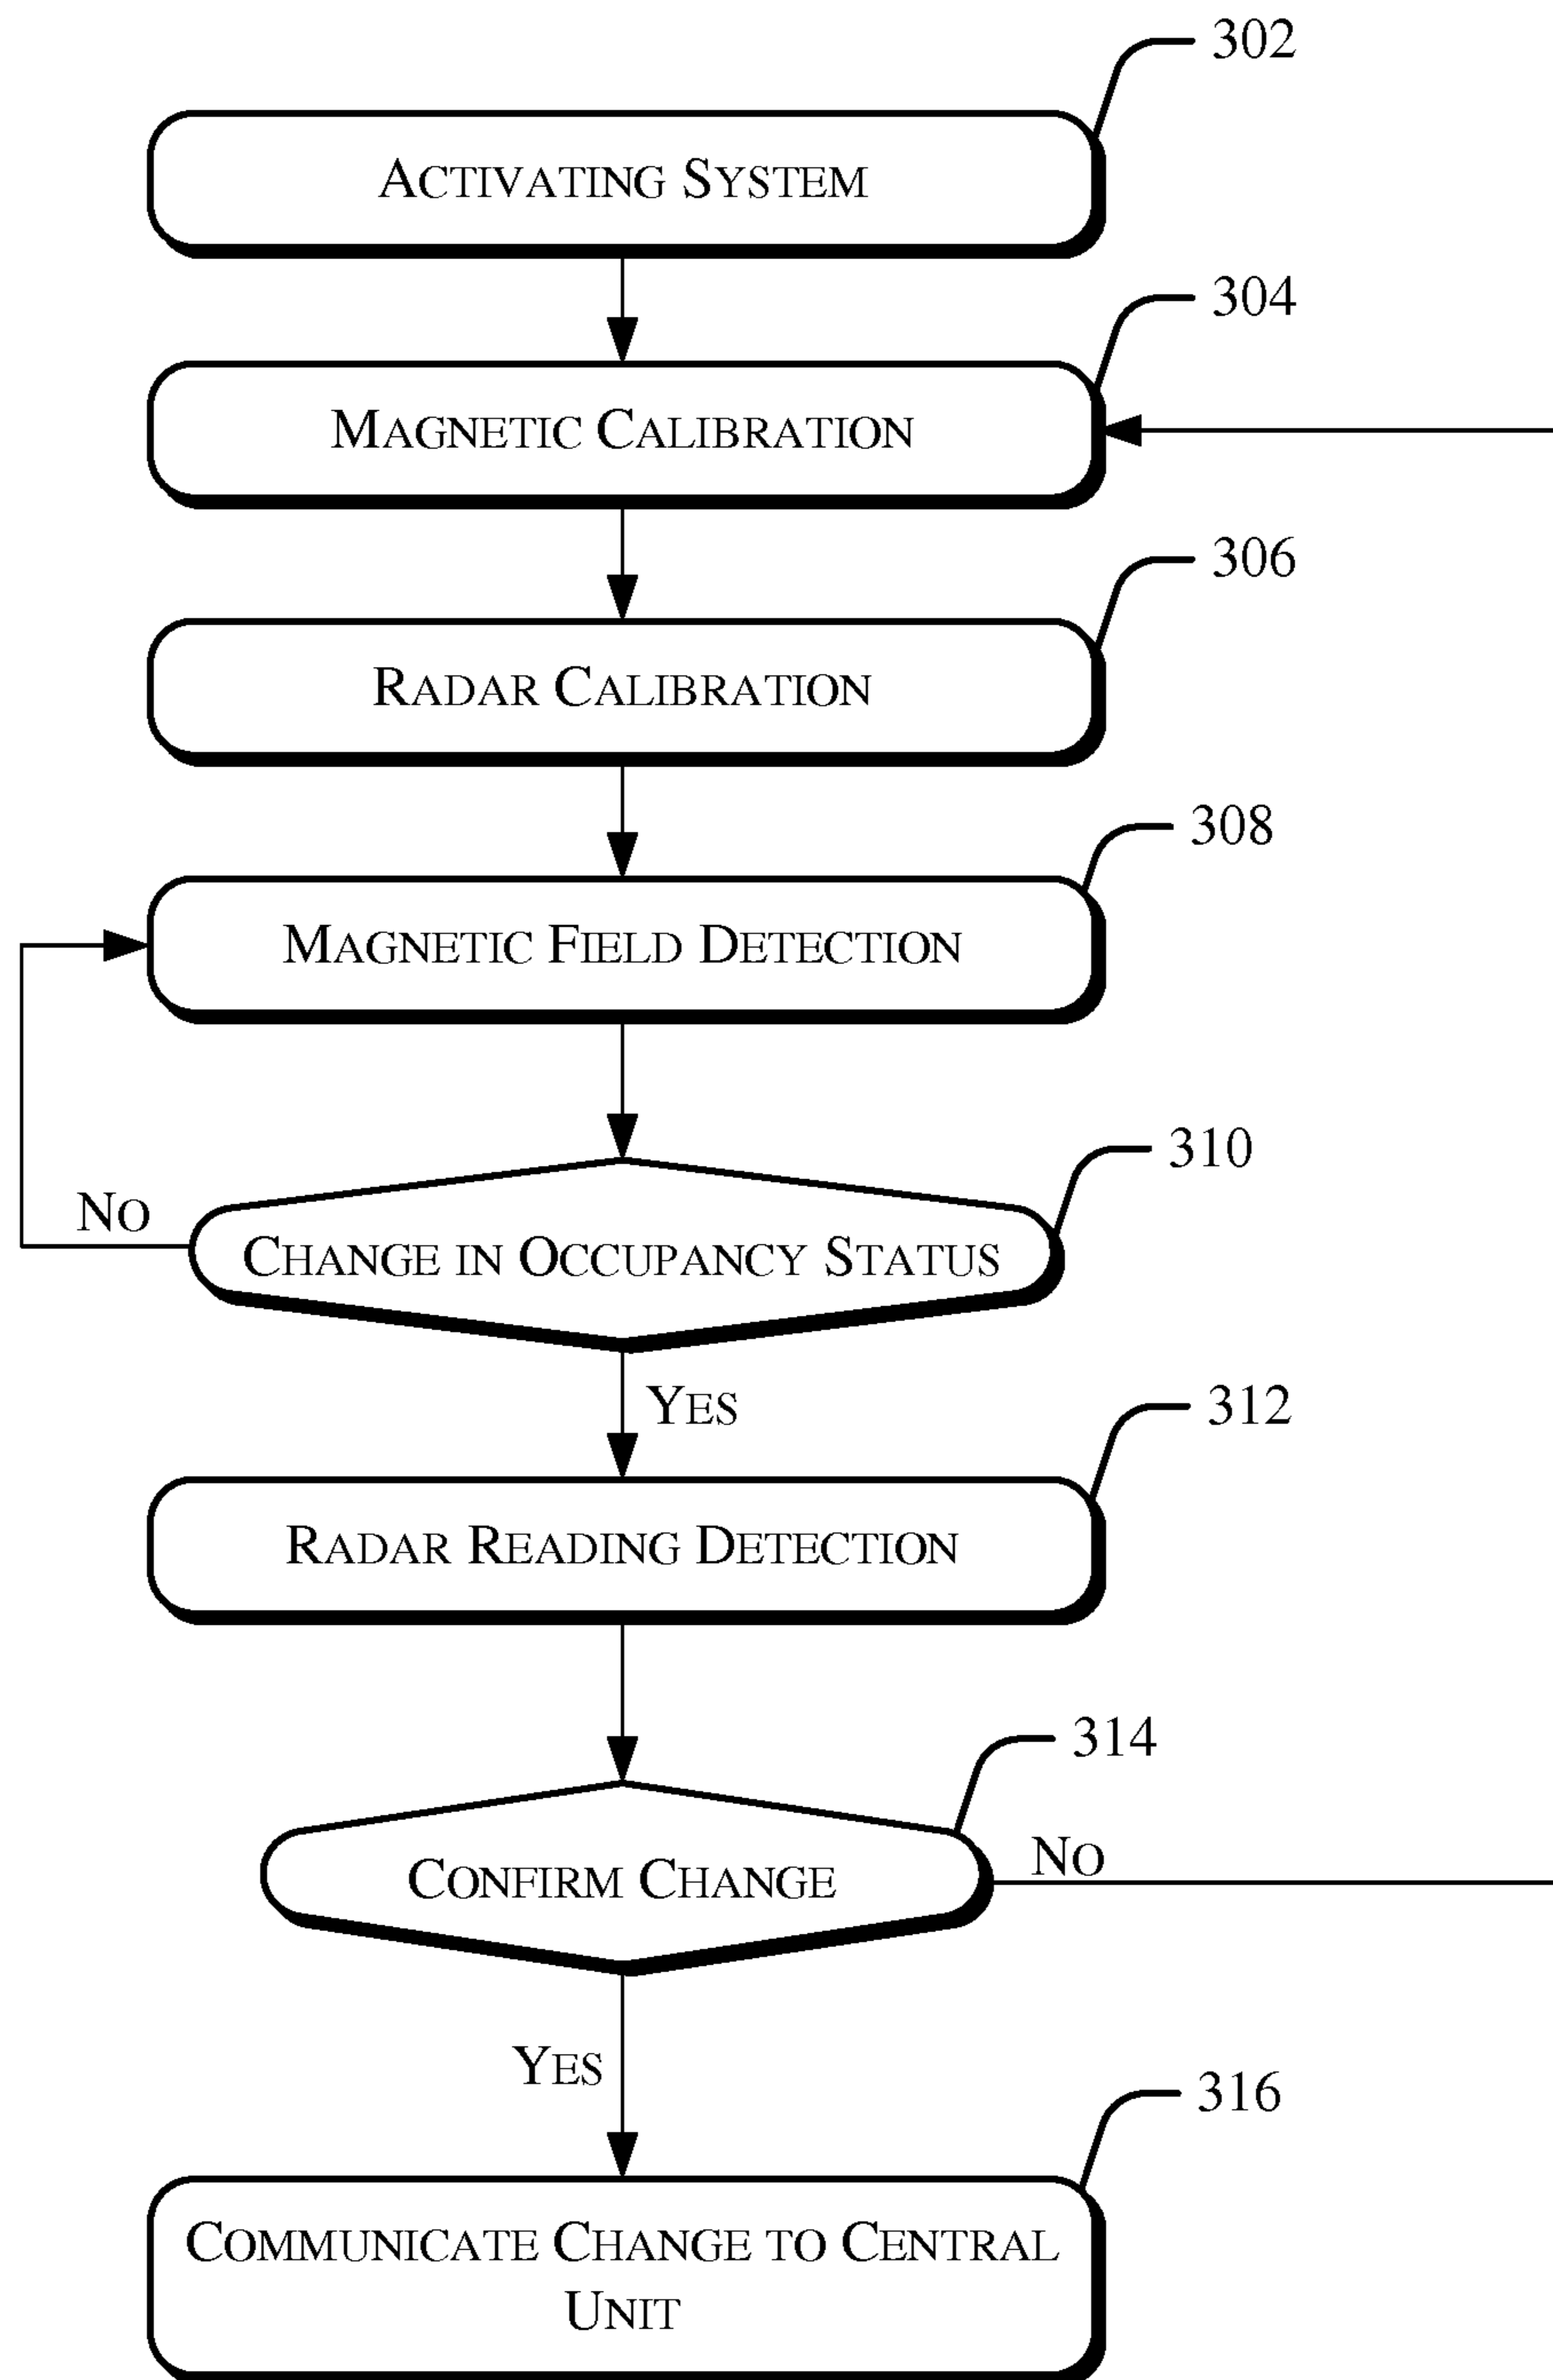 302
ACTIVATING SYSTEM
304
MAGNETIC CALIBRATION
306
RADAR CALIBRATION
308
MAGNETIC FIELD DETECTION
310
NO
CHANGE IN OCCUPANCY STATUS
YES
312
RADAR READING DETECTION
314
NO
CONFIRM CHANGE
YES
316
COMMUNICATE CHANGE TO CENTRAL
UNIT